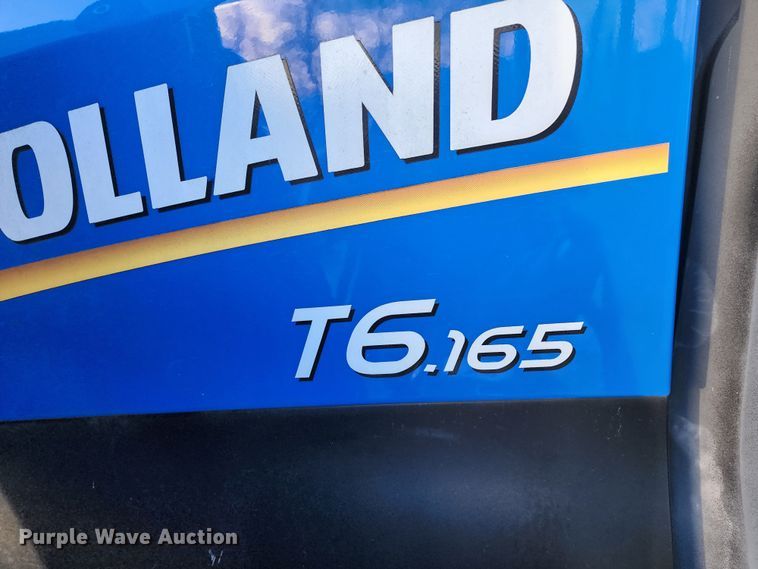 OLLAND
T6.165
Purple Wave Auction